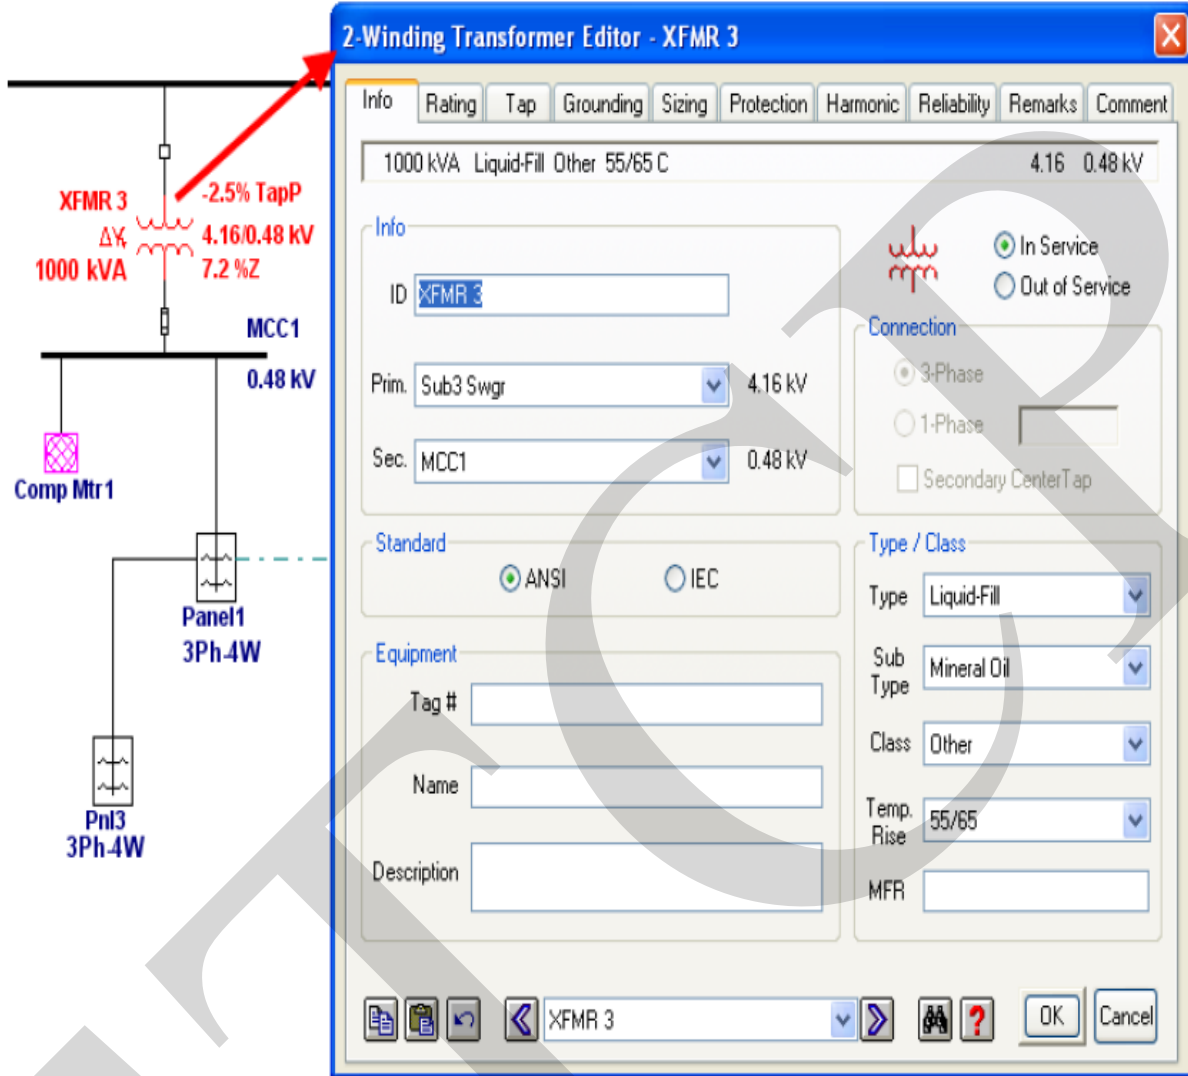 2-Winding Transformer Editor - XFMR 3
Info Rating Tap Grounding Sizing Protection Harmonic Reliability Remarks Comment
1000 kVA Liquid-Fill Other 55/65 C 4.16 0.48 kV
XFMR 3 -2.5% TapP
4.16/0.48 kV
1000 kVA 7.2 %Z
MCC1
0.48 kV
Comp Mtr1
Panel1
3Ph-4W
Pnl3
3Ph-4W
Info
ID XFMR 3
Prim. Sub3 Swgr 4.16 kV
Sec. MCC1 0.48 kV
In Service
Out of Service
Connection
3-Phase
1-Phase
Secondary CenterTap
Standard
ANSI IEC
Type / Class
Type Liquid-Fill
Sub
Type Mineral Oil
Class Other
Temp.
Rise 55/65
MFR
Equipment
Tag #
Name
Description
XFMR 3
? OK Cancel
TCP